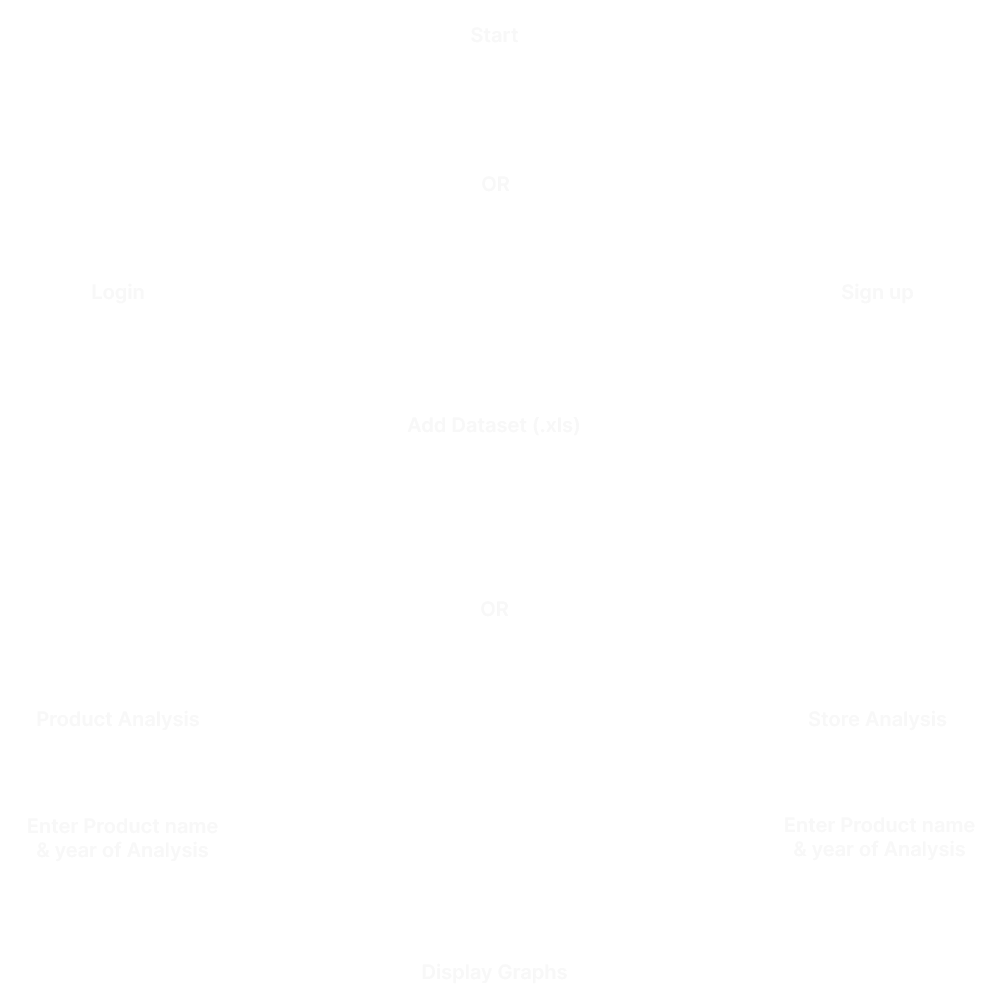 Start
OR
Login
Sign up
Add Dataset (.xls)
OR
Product Analysis
Store Analysis
Enter Product name
& year of Analysis
Enter Product name
& year of Analysis
Display Graphs